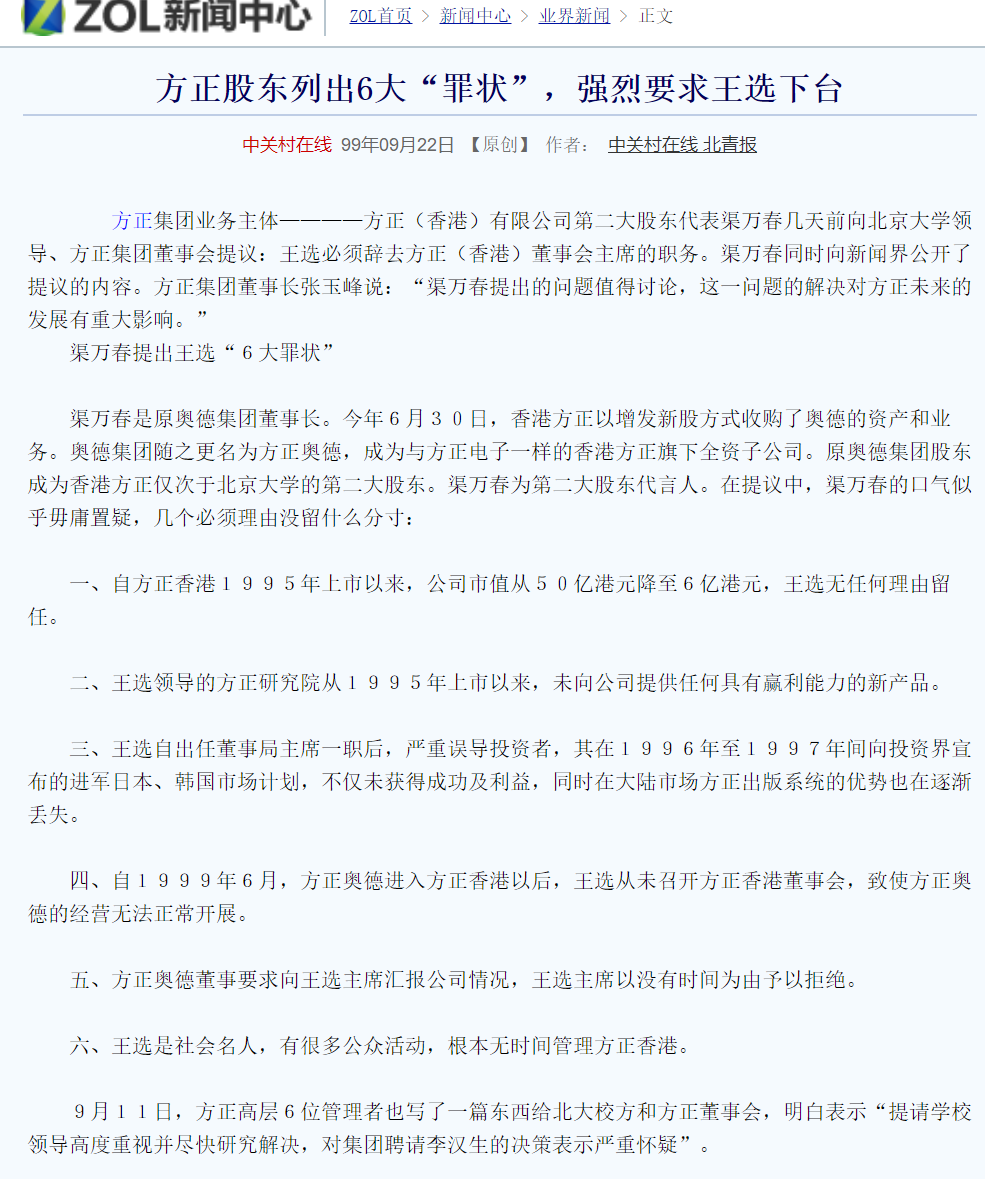 ZOL新闻中心 ZOL首页 > 新闻中心 > 业界新闻 > 正文
方正股东列出6大“罪状”，强烈要求王选下台
中关村在线 99年09月22日 【原创】 作者： 中关村在线 北青报
方正集团业务主体————方正（香港）有限公司第二大股东代表渠万春几天前向北京大学领
导、方正集团董事会提议：王选必须辞去方正（香港）董事会主席的职务。渠万春同时向新闻界公开了
提议的内容。方正集团董事长张玉峰说：“渠万春提出的问题值得讨论，这一问题的解决对方正未来的
发展有重大影响。”
渠万春提出王选“６大罪状”
渠万春是原奥德集团董事长。今年６月３０日，香港方正以增发新股方式收购了奥德的资产和业
务。奥德集团随之更名为方正奥德，成为与方正电子一样的香港方正旗下全资子公司。原奥德集团股东
成为香港方正仅次于北京大学的第二大股东。渠万春为第二大股东代言人。在提议中，渠万春的口气似
乎毋庸置疑，几个必须理由没留什么分寸：
一、自方正香港１９９５年上市以来，公司市值从５０亿港元降至６亿港元，王选无任何理由留
任。
二、王选领导的方正研究院从１９９５年上市以来，未向公司提供任何具有赢利能力的新产品。
三、王选自出任董事局主席一职后，严重误导投资者，其在１９９６年至１９９７年间向投资界宣
布的进军日本、韩国市场计划，不仅未获得成功及利益，同时在大陆市场方正出版系统的优势也在逐渐
丢失。
四、自１９９９年６月，方正奥德进入方正香港以后，王选从未召开方正香港董事会，致使方正奥
德的经营无法正常开展。
五、方正奥德董事要求向王选主席汇报公司情况，王选主席以没有时间为由予以拒绝。
六、王选是社会名人，有很多公众活动，根本无时间管理方正香港。
９月１１日，方正高层６位管理者也写了一篇东西给北大校方和方正董事会，明白表示“提请学校
领导高度重视并尽快研究解决，对集团聘请李汉生的决策表示严重怀疑”。